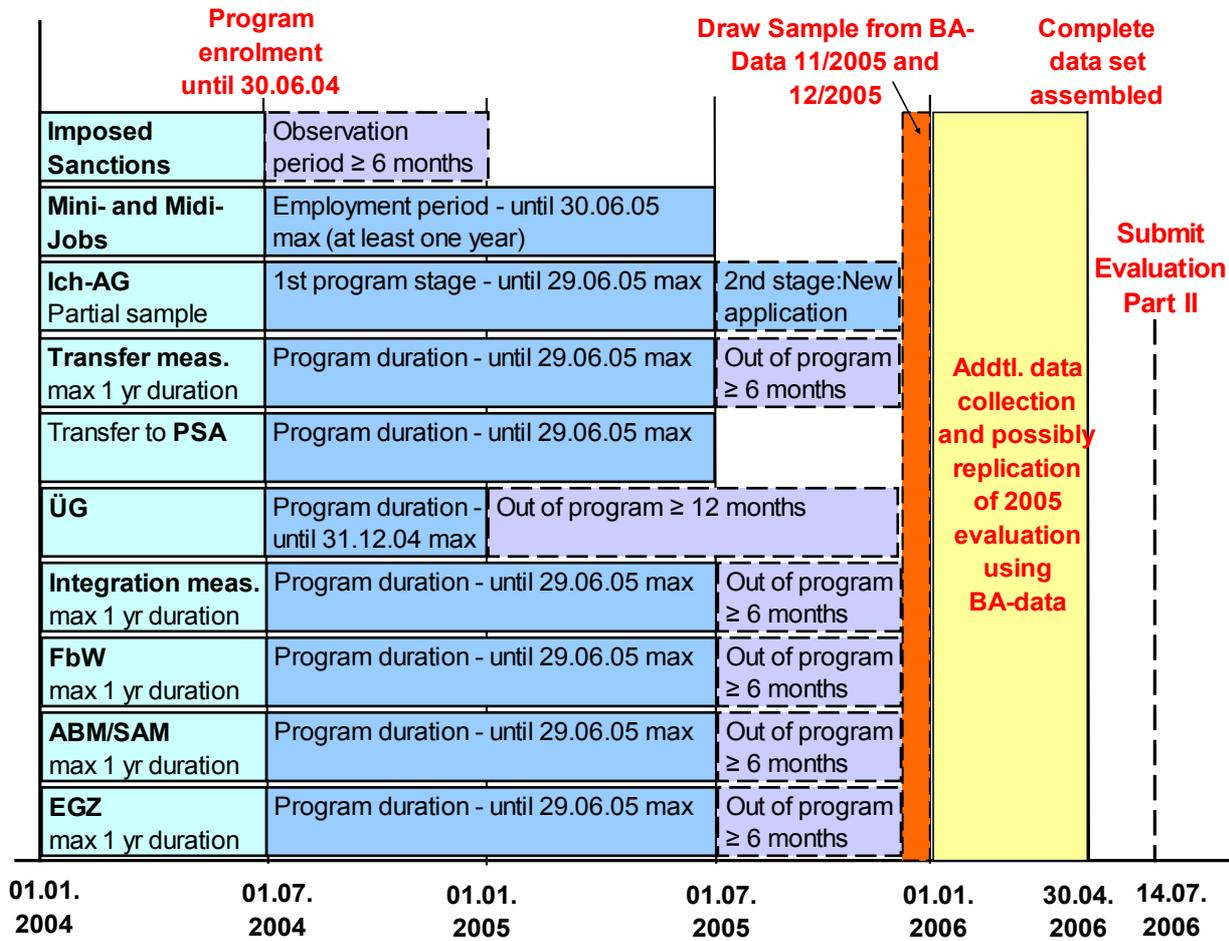 Program
enrolment
until 30.06.04
Draw Sample from BA-
Data 11/2005 and
12/2005
Complete
data set
assembled
Imposed
Sanctions
Observation
period ≥ 6 months
Mini- and Midi-
Jobs
Employment period - until 30.06.05
max (at least one year)
Ich-AG
Partial sample
1st program stage - until 29.06.05 max
2nd stage:New
application
Transfer meas.
max 1 yr duration
Program duration - until 29.06.05 max
Out of program
≥ 6 months
Transfer to PSA
Program duration - until 29.06.05 max
ÜG
Program duration -
until 31.12.04 max
Out of program ≥ 12 months
Integration meas.
max 1 yr duration
Program duration - until 29.06.05 max
Out of program
≥ 6 months
FbW
max 1 yr duration
Program duration - until 29.06.05 max
Out of program
≥ 6 months
ABM/SAM
max 1 yr duration
Program duration - until 29.06.05 max
Out of program
≥ 6 months
EGZ
max 1 yr duration
Program duration - until 29.06.05 max
Out of program
≥ 6 months
Addtl. data
collection
and possibly
replication
of 2005
evaluation
using
BA-data
Submit
Evaluation
Part II
01.01.
2004
01.07.
2004
01.01.
2005
01.07.
2005
01.01.
2006
30.04.
2006
14.07.
2006